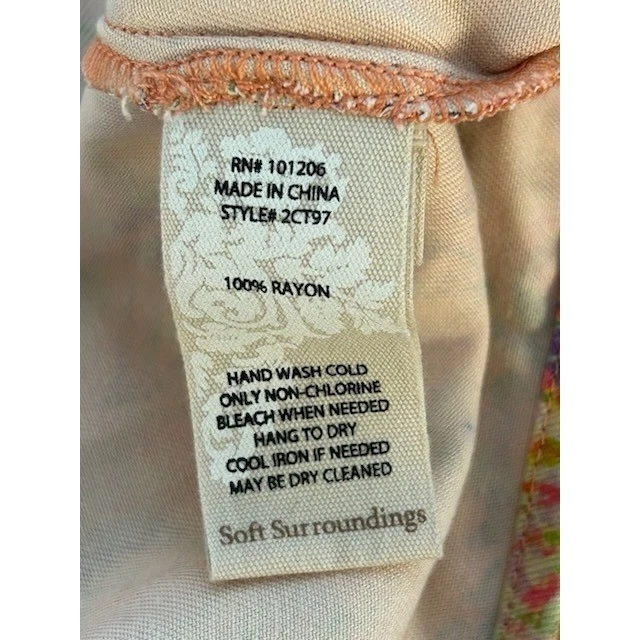 RN# 101206
MADE IN CHINA
STYLE# 2CT97
100% RAYON
HAND WASH COLD
ONLY NON-CHLORINE
BLEACH WHEN NEEDED
HANG TO DRY
COOL IRON IF NEEDED
MAY BE DRY CLEANED
Soft Surroundings